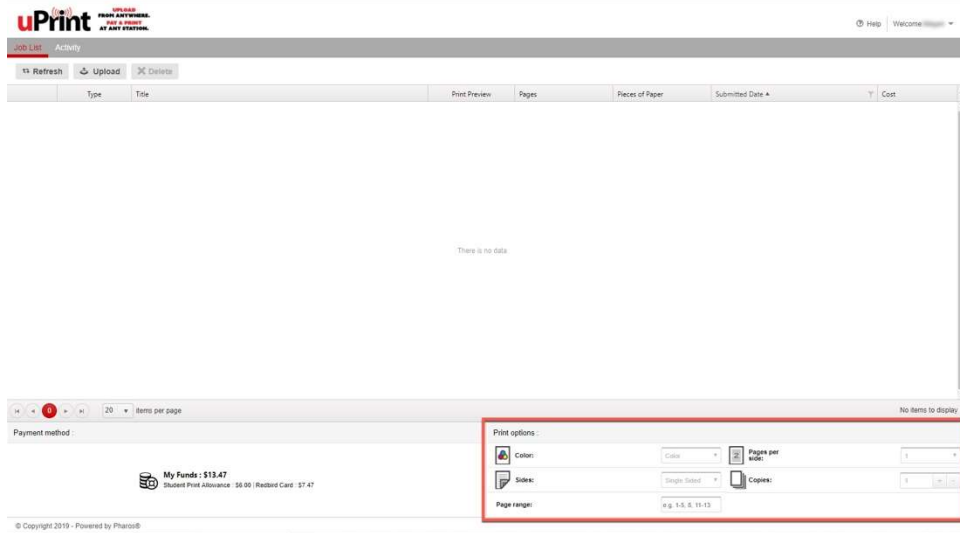 uPrint UPLOAD
FROM ANYWHERE.
PAY & PRINT
AT ANY STATION.
Help Welcome
Job List Activity
Refresh Upload Delete
Type Title Print Preview Pages Pieces of Paper Submitted Date Cost
There is no data
0 20 items per page No items to display
Payment method : Print options :
Color: Color Pages per side: 1
My Funds : $13.47
Student Print Allowance : $6.00 | Redbird Card : $7.47
Sides: Single Sided Copies: 1
Page range: e.g. 1-5, 8, 11-13
© Copyright 2019 - Powered by Pharos®